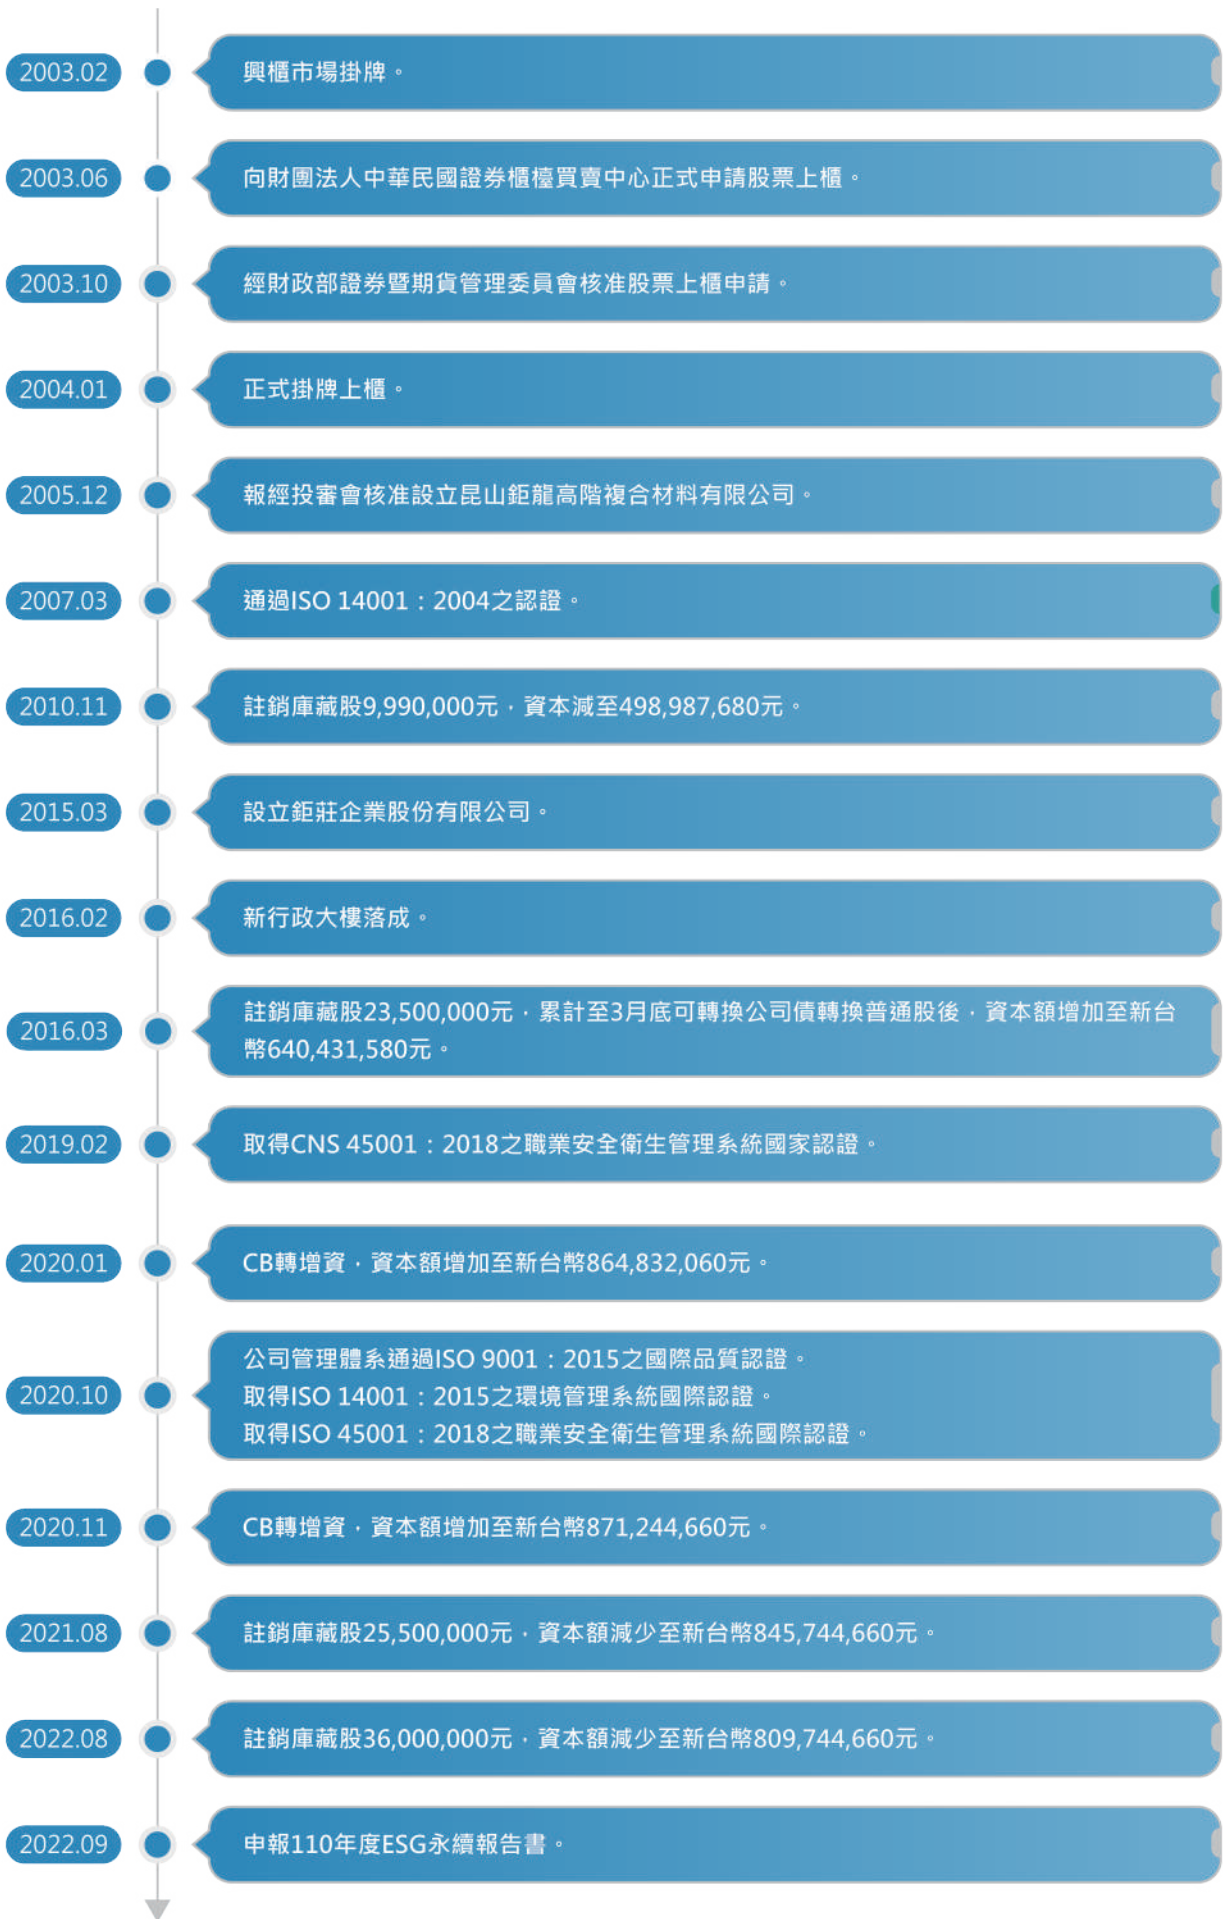 2003.02
興櫃市場掛牌。
2003.06
向財團法人中華民國證券櫃檯買賣中心正式申請股票上櫃。
2003.10
經財政部證券暨期貨管理委員會核准股票上櫃申請。
2004.01
正式掛牌上櫃。
2005.12
報經投審會核准設立昆山鉅龍高階複合材料有限公司。
2007.03
通過ISO 14001：2004之認證。
2010.11
註銷庫藏股9,990,000元，資本減至498,987,680元。
2015.03
設立鉅莊企業股份有限公司。
2016.02
新行政大樓落成。
2016.03
註銷庫藏股23,500,000元，累計至3月底可轉換公司債轉換普通股後，資本額增加至新台
幣640,431,580元。
2019.02
取得CNS 45001：2018之職業安全衛生管理系統國家認證。
2020.01
CB轉增資，資本額增加至新台幣864,832,060元。
2020.10
公司管理體系通過ISO 9001：2015之國際品質認證。
取得ISO 14001：2015之環境管理系統國際認證。
取得ISO 45001：2018之職業安全衛生管理系統國際認證。
2020.11
CB轉增資，資本額增加至新台幣871,244,660元。
2021.08
註銷庫藏股25,500,000元，資本額減少至新台幣845,744,660元。
2022.08
註銷庫藏股36,000,000元，資本額減少至新台幣809,744,660元。
2022.09
申報110年度ESG永續報告書。